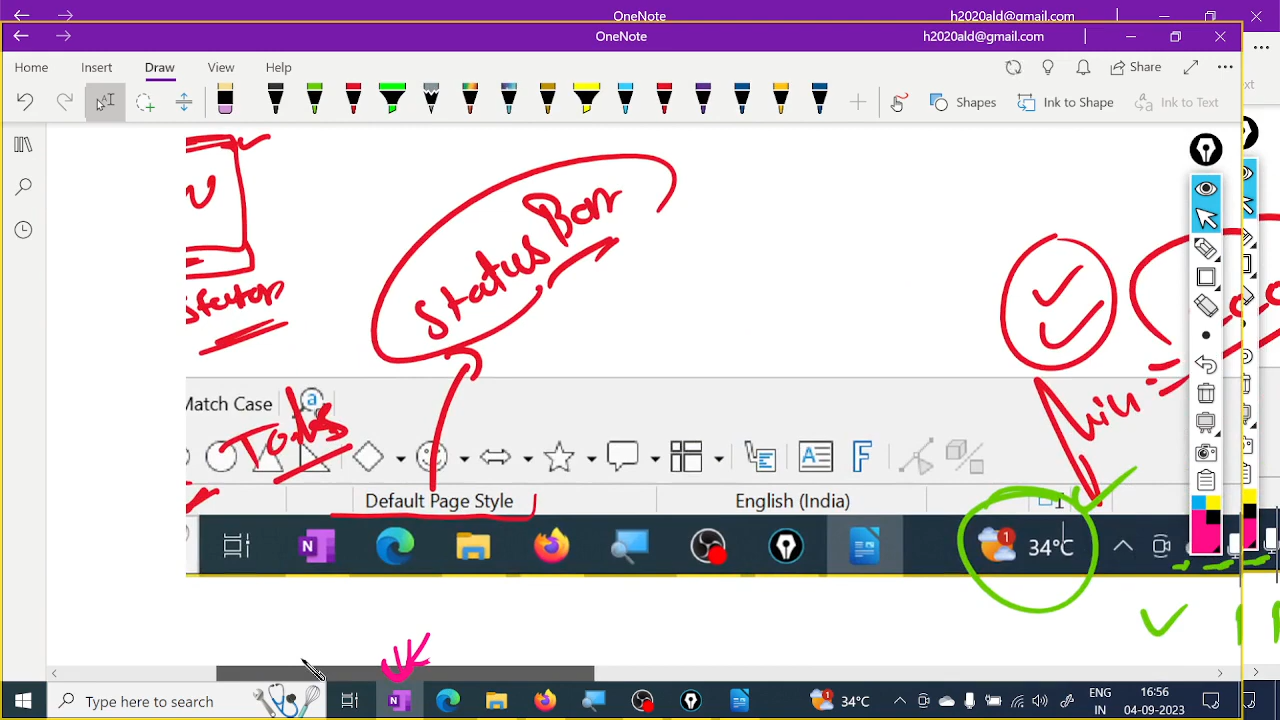 OneNote
h2020ald@gmail.com
OneNote
h2020ald@gmail.com
Home Insert Draw View Help
Share
Shapes
Ink to Shape
Ink to Text
Status Bar
Match Case
Tools
Default Page Style
English (India)
1
34°C
Type here to search
34°C
ENG
IN
16:56
04-09-2023